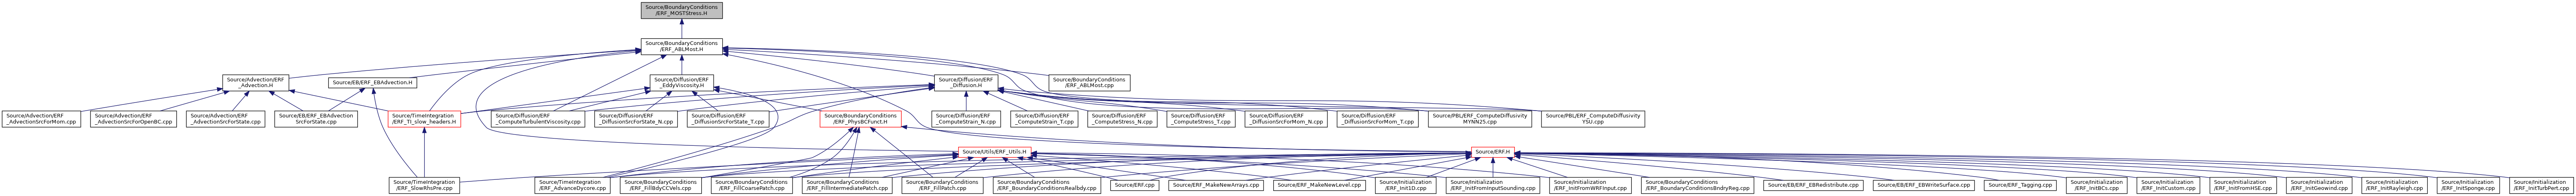 Source/BoundaryConditions
/ERF_MOSTStress.H
Source/BoundaryConditions
/ERF_ABLMost.H
Source/Advection/ERF
_Advection.H
Source/EB/ERF_EBAdvection.H
Source/Diffusion/ERF
_EddyViscosity.H
Source/Diffusion/ERF
_Diffusion.H
Source/BoundaryConditions
/ERF_ABLMost.cpp
Source/Advection/ERF
_AdvectionSrcForMom.cpp
Source/Advection/ERF
_AdvectionSrcForOpenBC.cpp
Source/Advection/ERF
_AdvectionSrcForState.cpp
Source/EB/ERF_EBAdvection
SrcForState.cpp
Source/TimeIntegration
/ERF_TI_slow_headers.H
Source/Diffusion/ERF
_ComputeTurbulentViscosity.cpp
Source/Diffusion/ERF
_DiffusionSrcForState_N.cpp
Source/Diffusion/ERF
_DiffusionSrcForState_T.cpp
Source/BoundaryConditions
/ERF_PhysBCFunct.H
Source/Diffusion/ERF
_ComputeStrain_N.cpp
Source/Diffusion/ERF
_ComputeStrain_T.cpp
Source/Diffusion/ERF
_ComputeStress_N.cpp
Source/Diffusion/ERF
_ComputeStress_T.cpp
Source/Diffusion/ERF
_DiffusionSrcForMom_N.cpp
Source/Diffusion/ERF
_DiffusionSrcForMom_T.cpp
Source/PBL/ERF_ComputeDiffusivity
MYNN25.cpp
Source/PBL/ERF_ComputeDiffusivity
YSU.cpp
Source/Utils/ERF_Utils.H
Source/ERF.H
Source/TimeIntegration
/ERF_SlowRhsPre.cpp
Source/TimeIntegration
/ERF_AdvanceDycore.cpp
Source/BoundaryConditions
/ERF_FillBdyCCVels.cpp
Source/BoundaryConditions
/ERF_FillCoarsePatch.cpp
Source/BoundaryConditions
/ERF_FillIntermediatePatch.cpp
Source/BoundaryConditions
/ERF_FillPatch.cpp
Source/Initialization
/ERF_BoundaryConditionsRealbdy.cpp
Source/ERF.cpp
Source/ERF_MakeNewArrays.cpp
Source/ERF_MakeNewLevel.cpp
Source/Initialization
/ERF_Init1D.cpp
Source/Initialization
/ERF_InitFromInputSounding.cpp
Source/Initialization
/ERF_InitFromWRFInput.cpp
Source/BoundaryConditions
/ERF_BoundaryConditionsBndryReg.cpp
Source/EB/ERF_EBRedistribute.cpp
Source/EB/ERF_EBWriteSurface.cpp
Source/ERF_Tagging.cpp
Source/Initialization
/ERF_InitBCs.cpp
Source/Initialization
/ERF_InitCustom.cpp
Source/Initialization
/ERF_InitFromHSE.cpp
Source/Initialization
/ERF_InitGeowind.cpp
Source/Initialization
/ERF_InitRayleigh.cpp
Source/Initialization
/ERF_InitSponge.cpp
Source/Initialization
/ERF_InitTurbPert.cpp